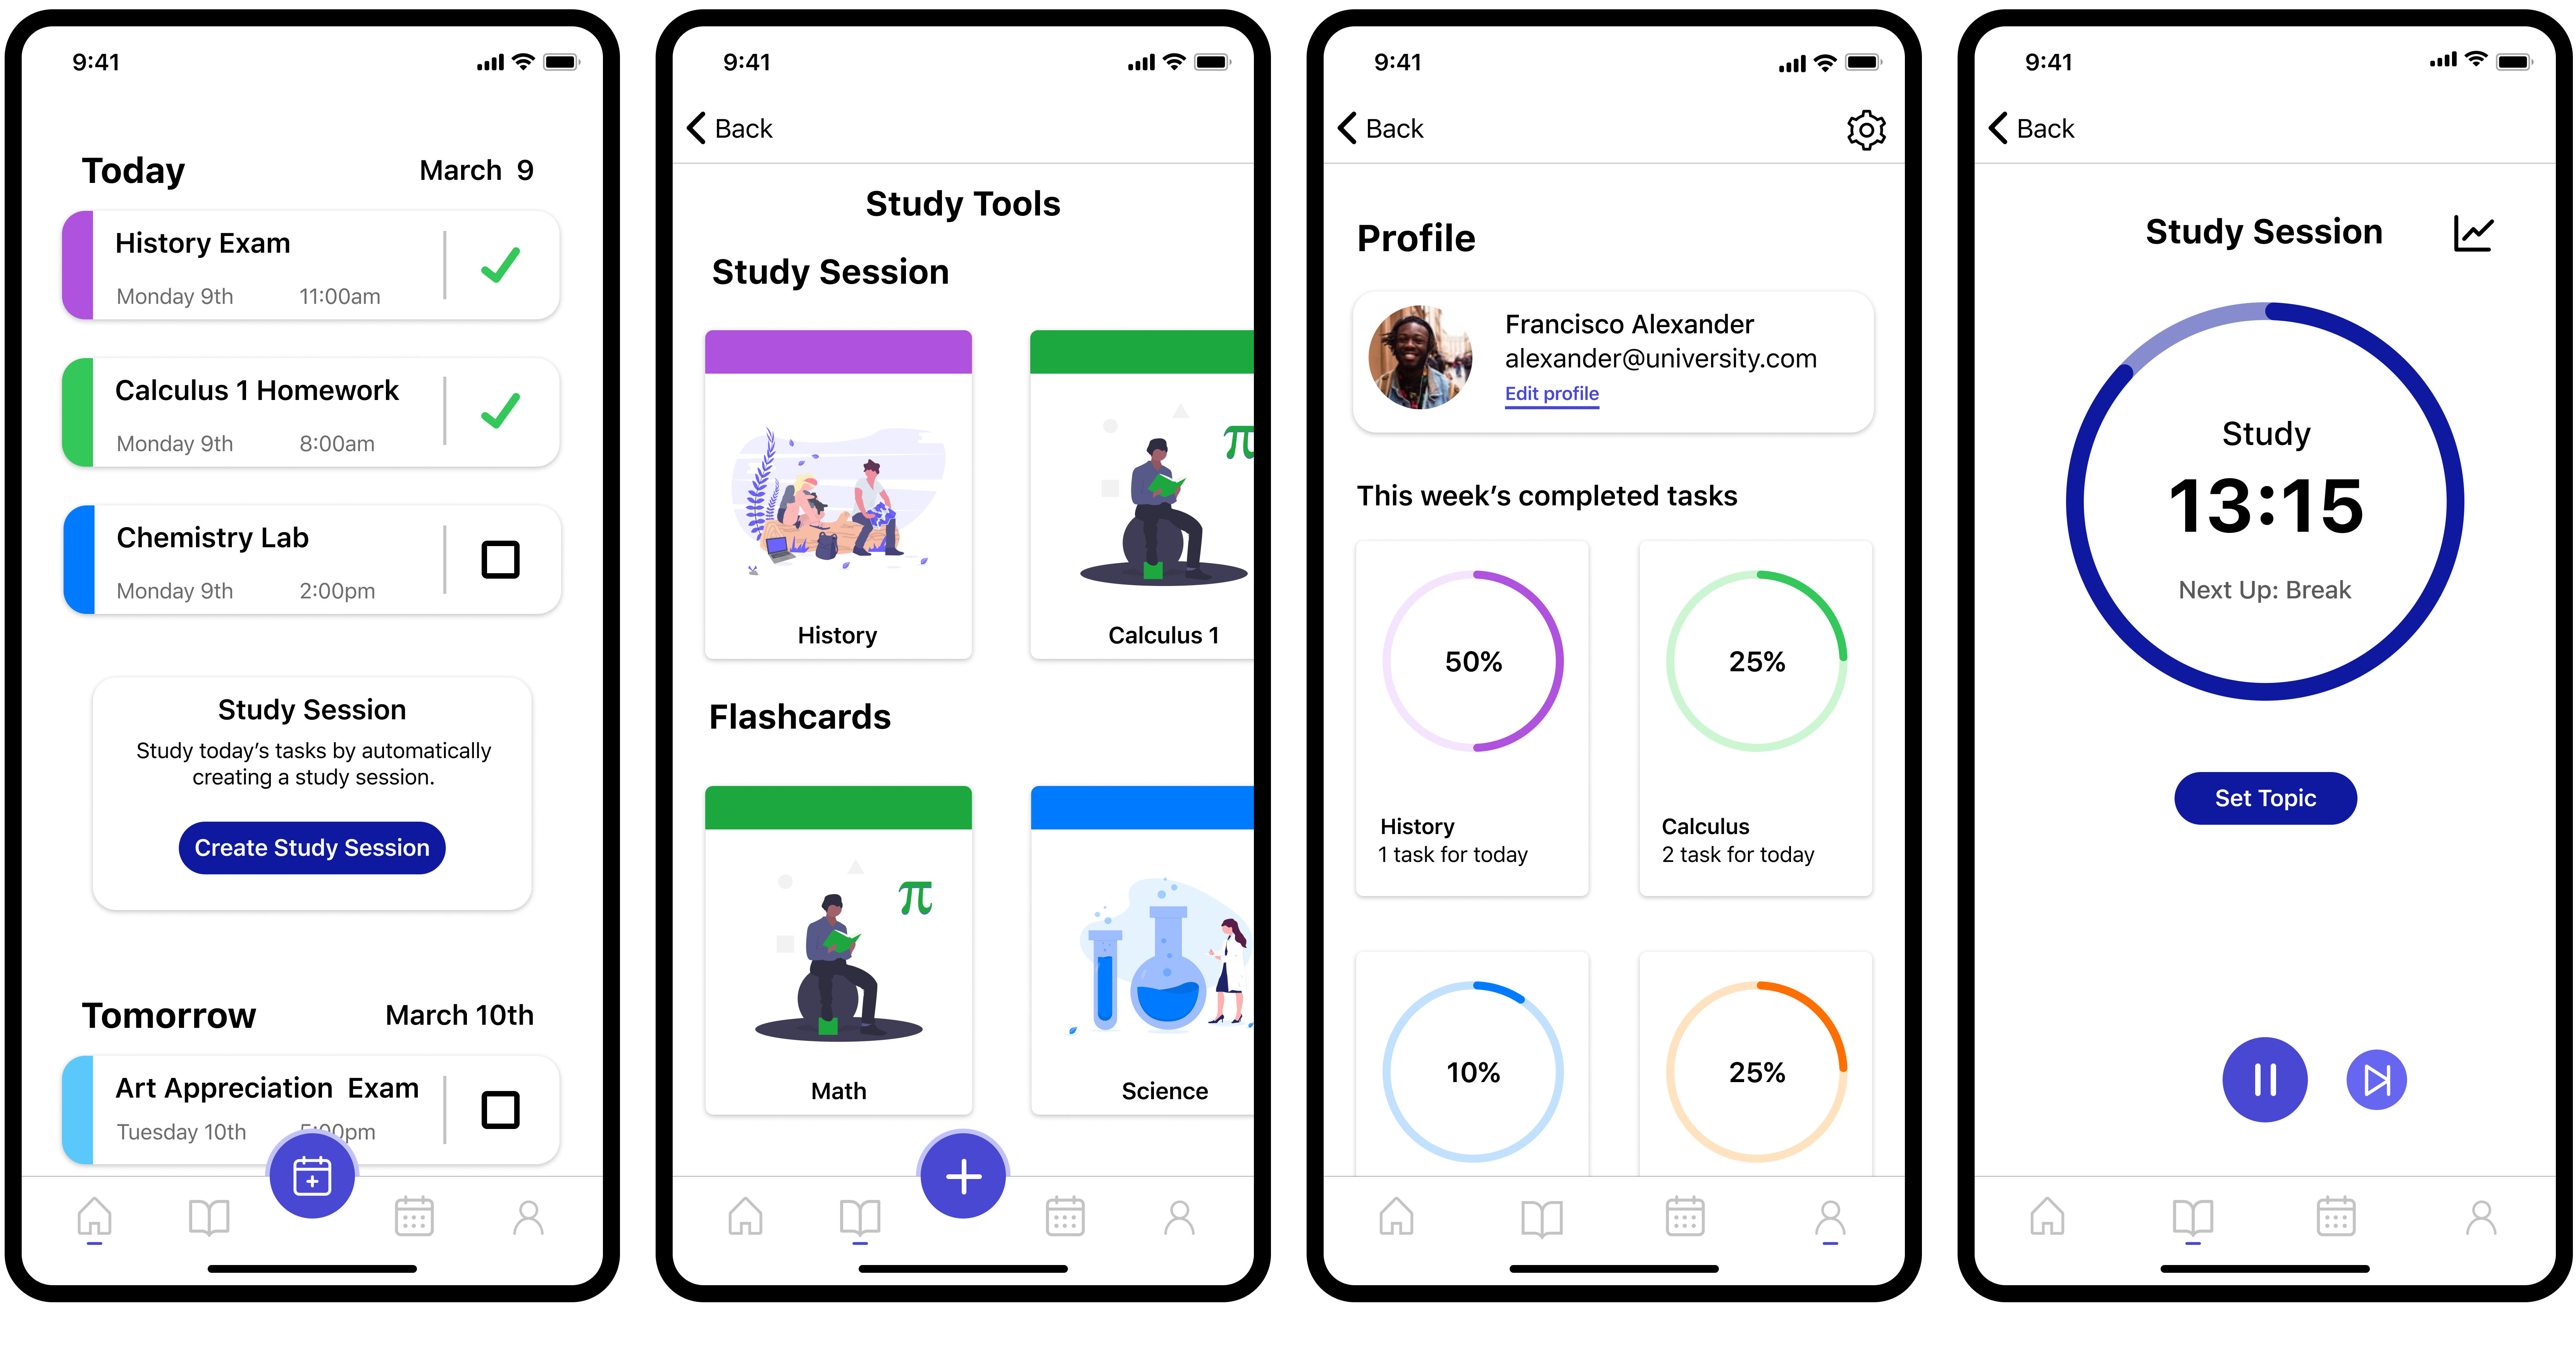 9:41
Today
March 9
History Exam
Monday 9th 11:00am
Calculus 1 Homework
Monday 9th 8:00am
Chemistry Lab
Monday 9th 2:00pm
Study Session
Study today’s tasks by automatically
creating a study session.
Create Study Session
Tomorrow
March 10th
Art Appreciation Exam
Tuesday 10th 5:00pm
9:41
Back
Study Tools
Study Session
π
History
Calculus 1
Flashcards
π
Math
Science
9:41
Back
Profile
Francisco Alexander
alexander@university.com
Edit profile
This week’s completed tasks
50%
25%
History
1 task for today
Calculus
2 task for today
10%
25%
9:41
Back
Study Session
Study
13:15
Next Up: Break
Set Topic